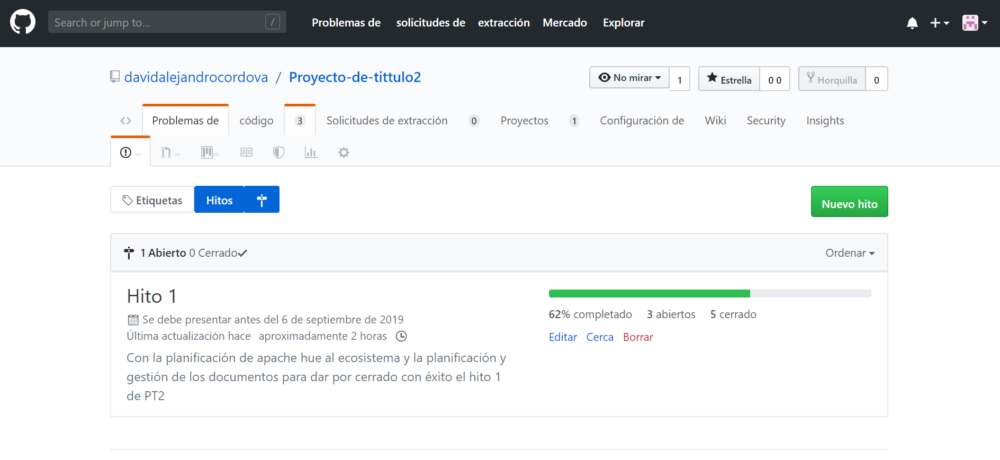 Search or jump to... /
Problemas de solicitudes de extracción Mercado Explorar
davidalejandrocordova / Proyecto-de-tittulo2
No mirar 1 Estrella 0 0 Horquilla 0
Problemas de código 3 Solicitudes de extracción 0 Proyectos 1 Configuración de Wiki Security Insights
Etiquetas Hitos
Nuevo hito
1 Abierto 0 Cerrado
Ordenar
Hito 1
Se debe presentar antes del 6 de septiembre de 2019
Última actualización hace aproximadamente 2 horas
Con la planificación de apache hue al ecosistema y la planificación y
gestión de los documentos para dar por cerrado con éxito el hito 1
de PT2
62% completado 3 abiertos 5 cerrado
Editar Cerca Borrar